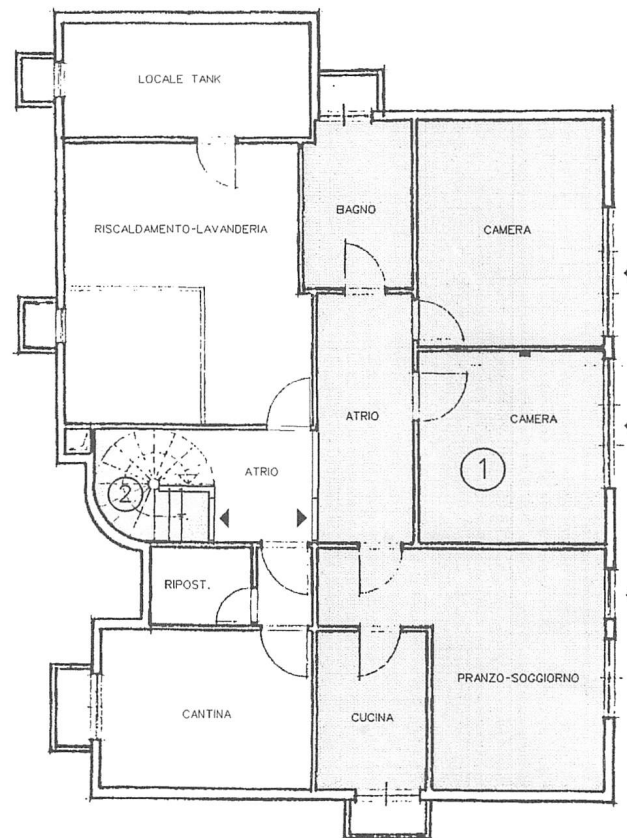 LOCALE TANK
BAGNO
RISCALDAMENTO-LAVANDERIA
CAMERA
ATRIO
CAMERA
ATRIO
1
2
RIPOST.
PRANZO-SOGGIORNO
CANTINA
CUCINA